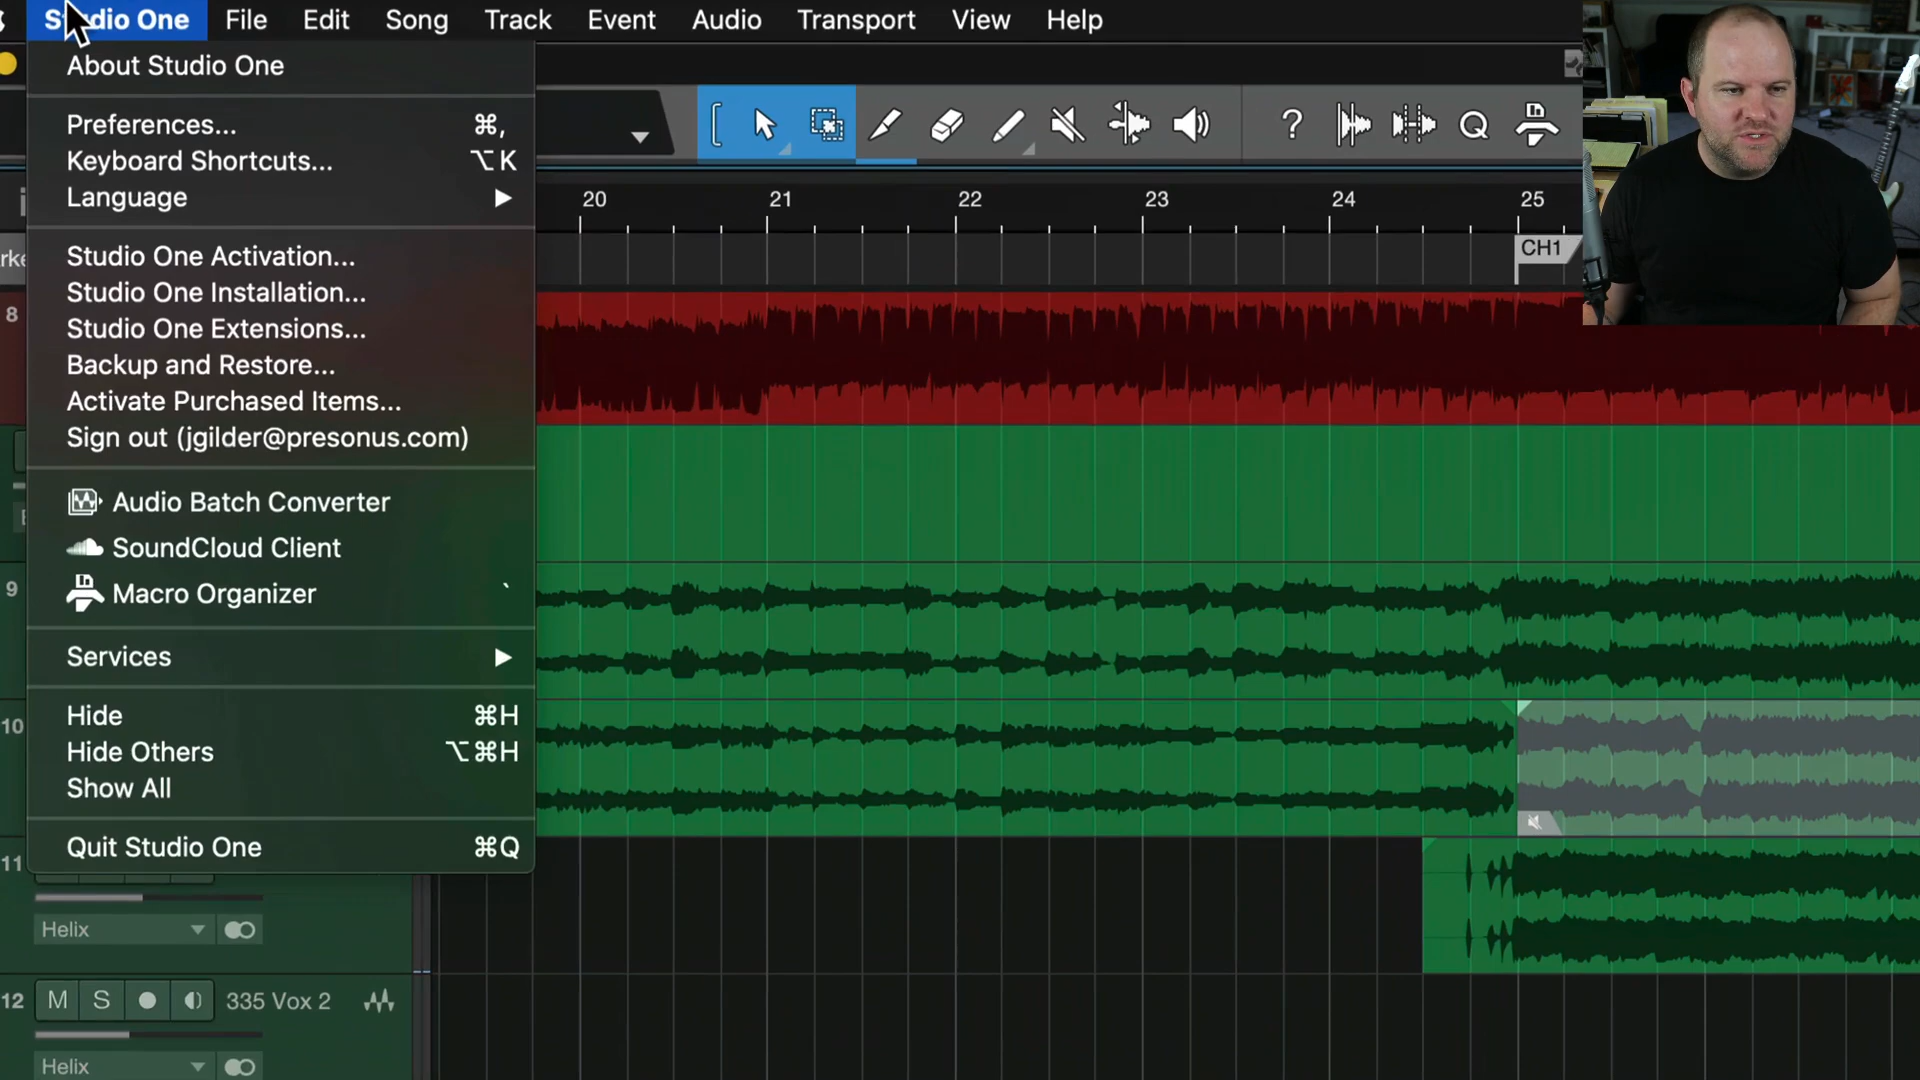 Studio One File Edit Song Track Event Audio Transport View Help
About Studio One
Preferences... ⌘,
Keyboard Shortcuts... ⌥K
Language ▶
Studio One Activation...
Studio One Installation...
Studio One Extensions...
Backup and Restore...
Activate Purchased Items...
Sign out (jgilder@presonus.com)
Audio Batch Converter
SoundCloud Client
Macro Organizer `
Services ▶
Hide ⌘H
Hide Others ⌥⌘H
Show All
Quit Studio One ⌘Q
? Q
20 21 22 23 24 25
CH1
8
9
10
11
Helix
12 M S 335 Vox 2
Helix